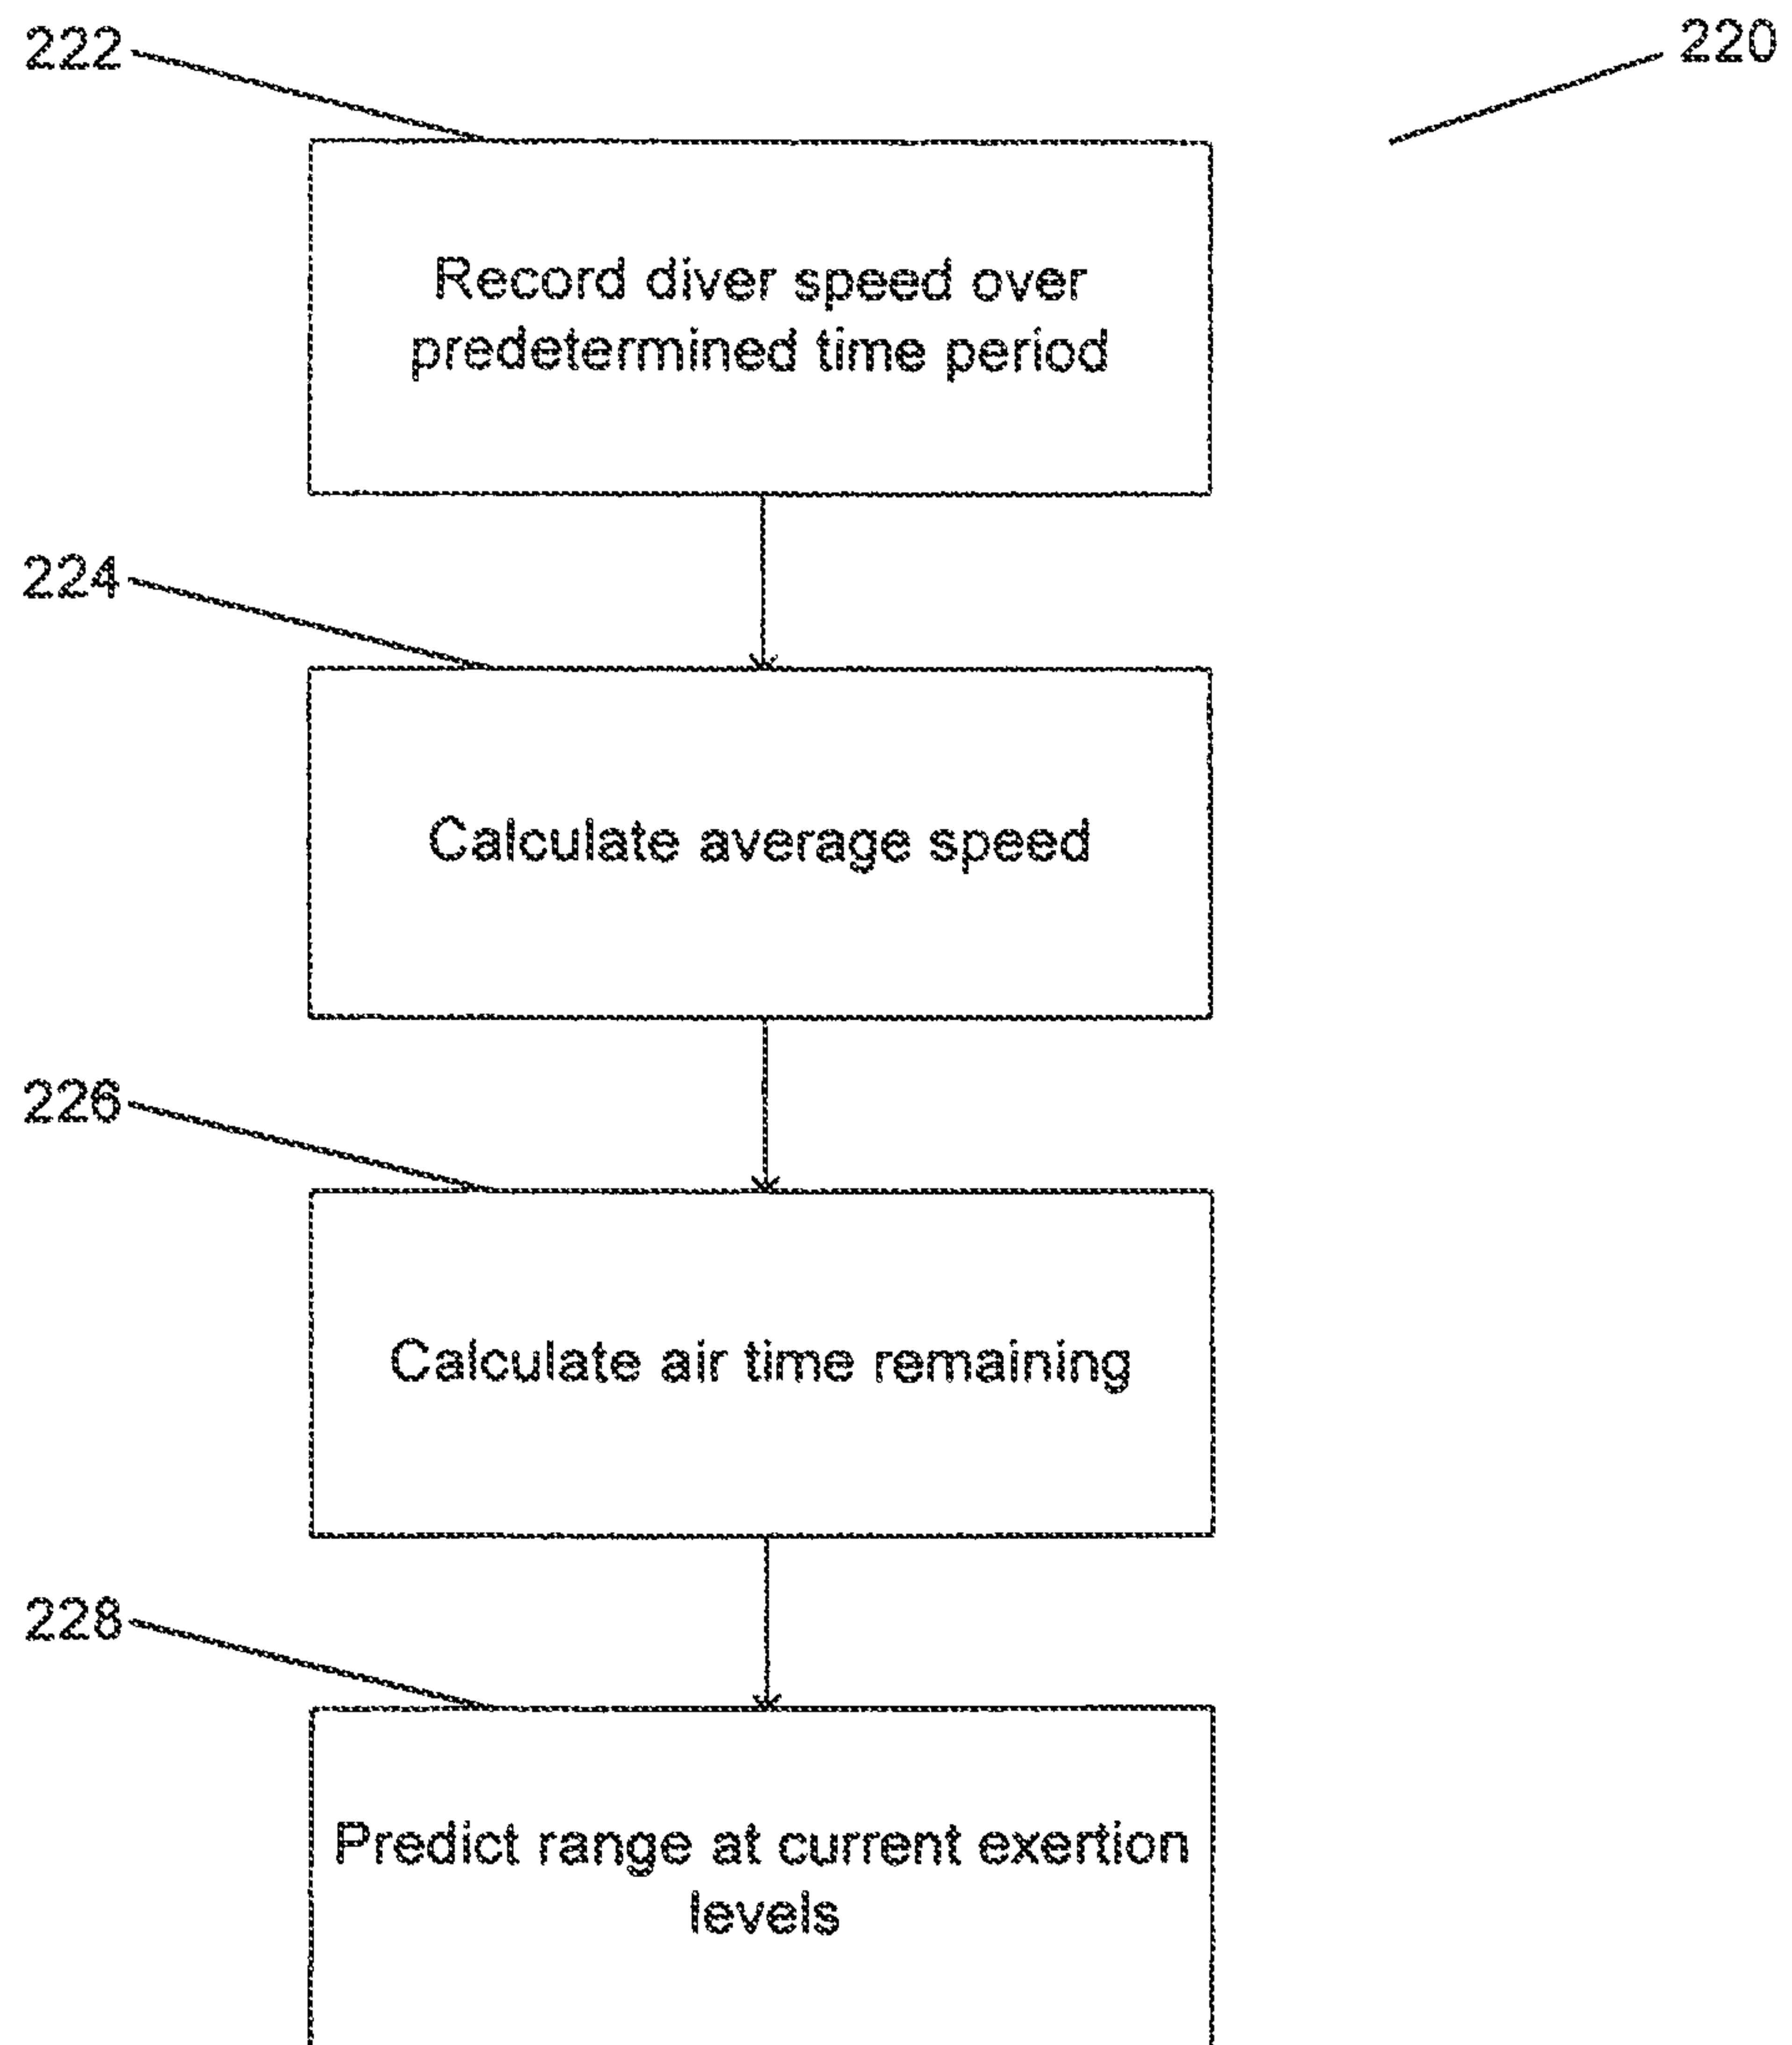 222
220
Record diver speed over
predetermined time period
224
Calculate average speed
226
Calculate air time remaining
228
Predict range at current exertion
levels